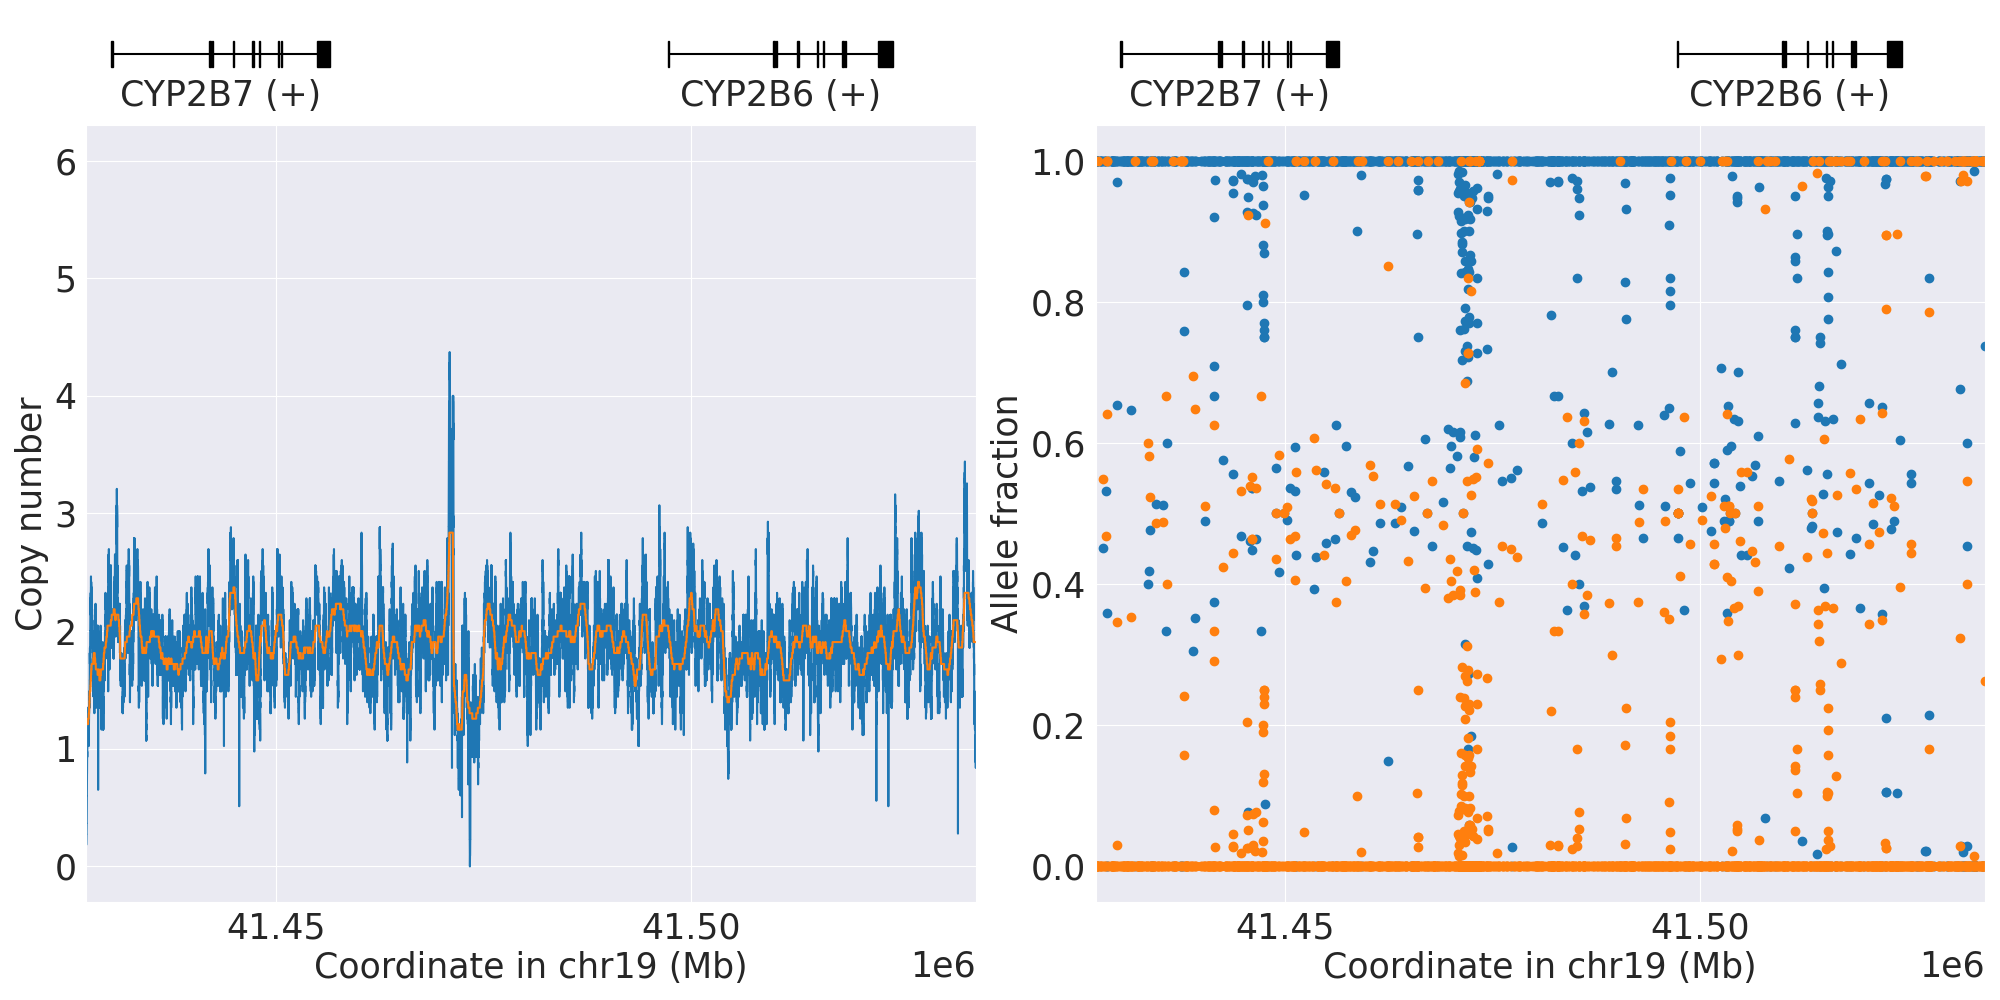 CYP2B7 (+) CYP2B6 (+)
6
5
4
3
2
1
0
Copy number
41.45 41.50
Coordinate in chr19 (Mb) 1e6
CYP2B7 (+) CYP2B6 (+)
1.0
0.8
0.6
0.4
0.2
0.0
Allele fraction
41.45 41.50
Coordinate in chr19 (Mb) 1e6